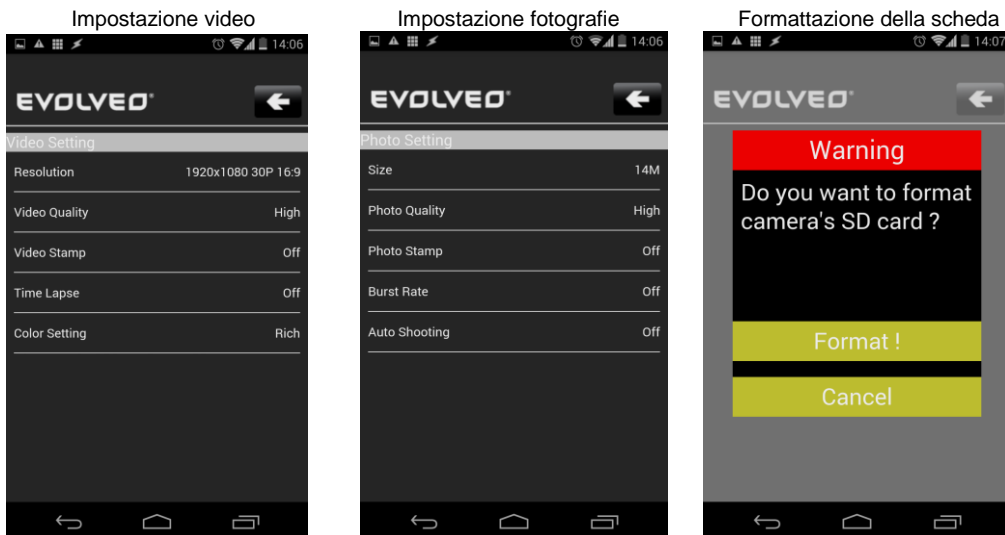 Impostazione video
14:06
EVOLVEO
Video Setting
Resolution 1920x1080 30P 16:9
Video Quality High
Video Stamp Off
Time Lapse Off
Color Setting Rich
Impostazione fotografie
14:06
EVOLVEO
Photo Setting
Size 14M
Photo Quality High
Photo Stamp Off
Burst Rate Off
Auto Shooting Off
Formattazione della scheda
14:07
EVOLVEO
Warning
Do you want to format
camera's SD card ?
Format !
Cancel